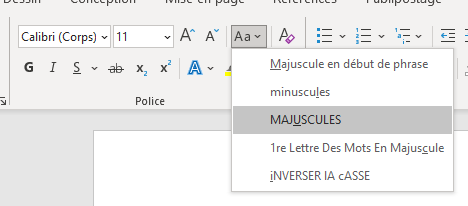 Dessin Conception Mise en page Références Publipostage
Calibri (Corps) 11 A A Aa A
G I S ab x₂ x² A
Police
Majuscule en début de phrase
minuscules
MAJUSCULES
1re Lettre Des Mots En Majuscule
iNVERSER lA cASSE